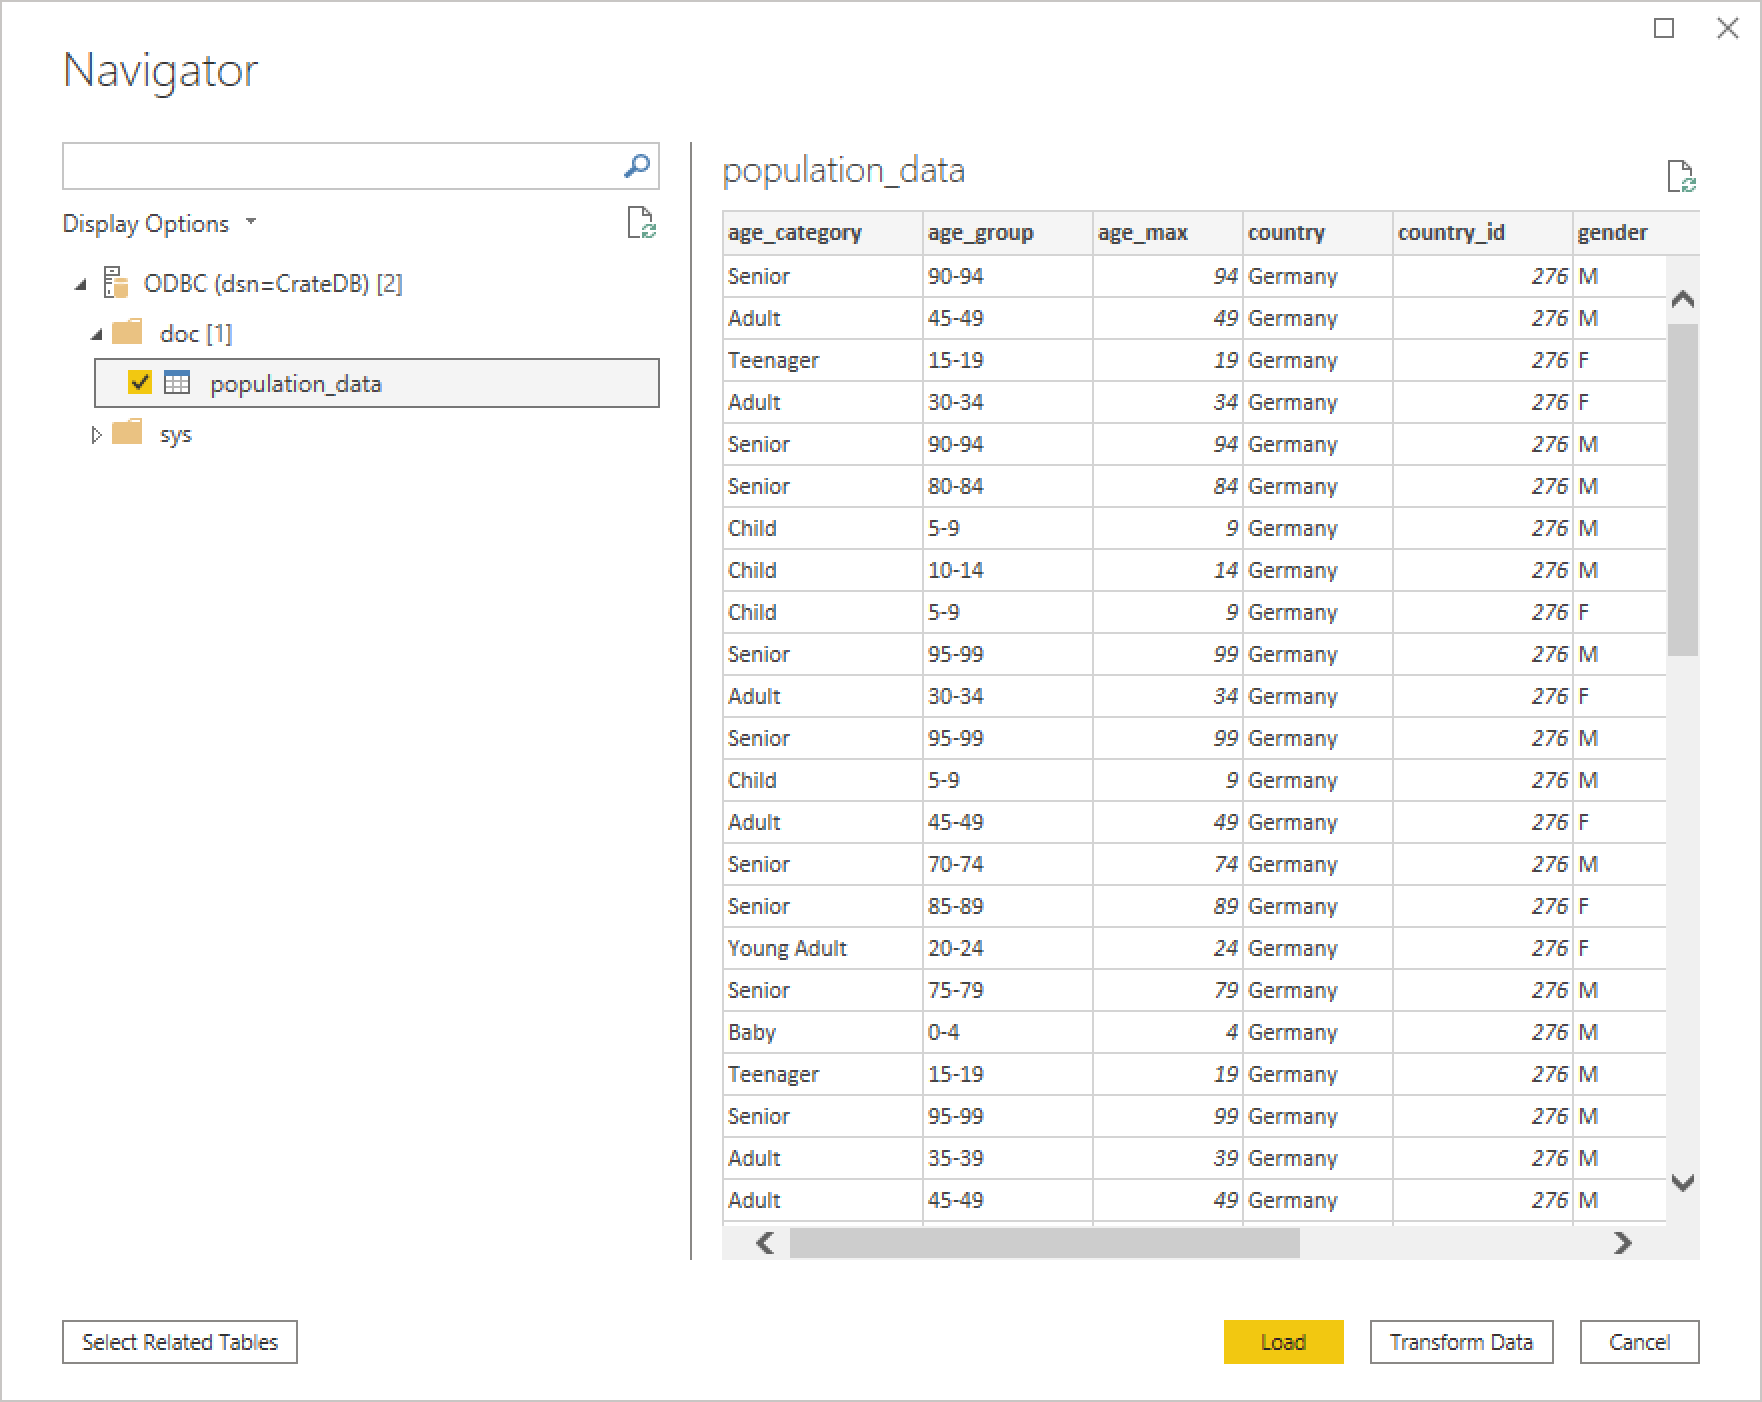 Navigator
Display Options
ODBC (dsn=CrateDB) [2]
doc [1]
population_data
sys
population_data
age_category age_group age_max country country_id gender
Senior 90-94 94 Germany 276 M
Adult 45-49 49 Germany 276 M
Teenager 15-19 19 Germany 276 F
Adult 30-34 34 Germany 276 F
Senior 90-94 94 Germany 276 M
Senior 80-84 84 Germany 276 M
Child 5-9 9 Germany 276 M
Child 10-14 14 Germany 276 M
Child 5-9 9 Germany 276 F
Senior 95-99 99 Germany 276 M
Adult 30-34 34 Germany 276 F
Senior 95-99 99 Germany 276 M
Child 5-9 9 Germany 276 M
Adult 45-49 49 Germany 276 F
Senior 70-74 74 Germany 276 M
Senior 85-89 89 Germany 276 F
Young Adult 20-24 24 Germany 276 F
Senior 75-79 79 Germany 276 M
Baby 0-4 4 Germany 276 M
Teenager 15-19 19 Germany 276 M
Senior 95-99 99 Germany 276 M
Adult 35-39 39 Germany 276 M
Adult 45-49 49 Germany 276 M
Select Related Tables Load Transform Data Cancel